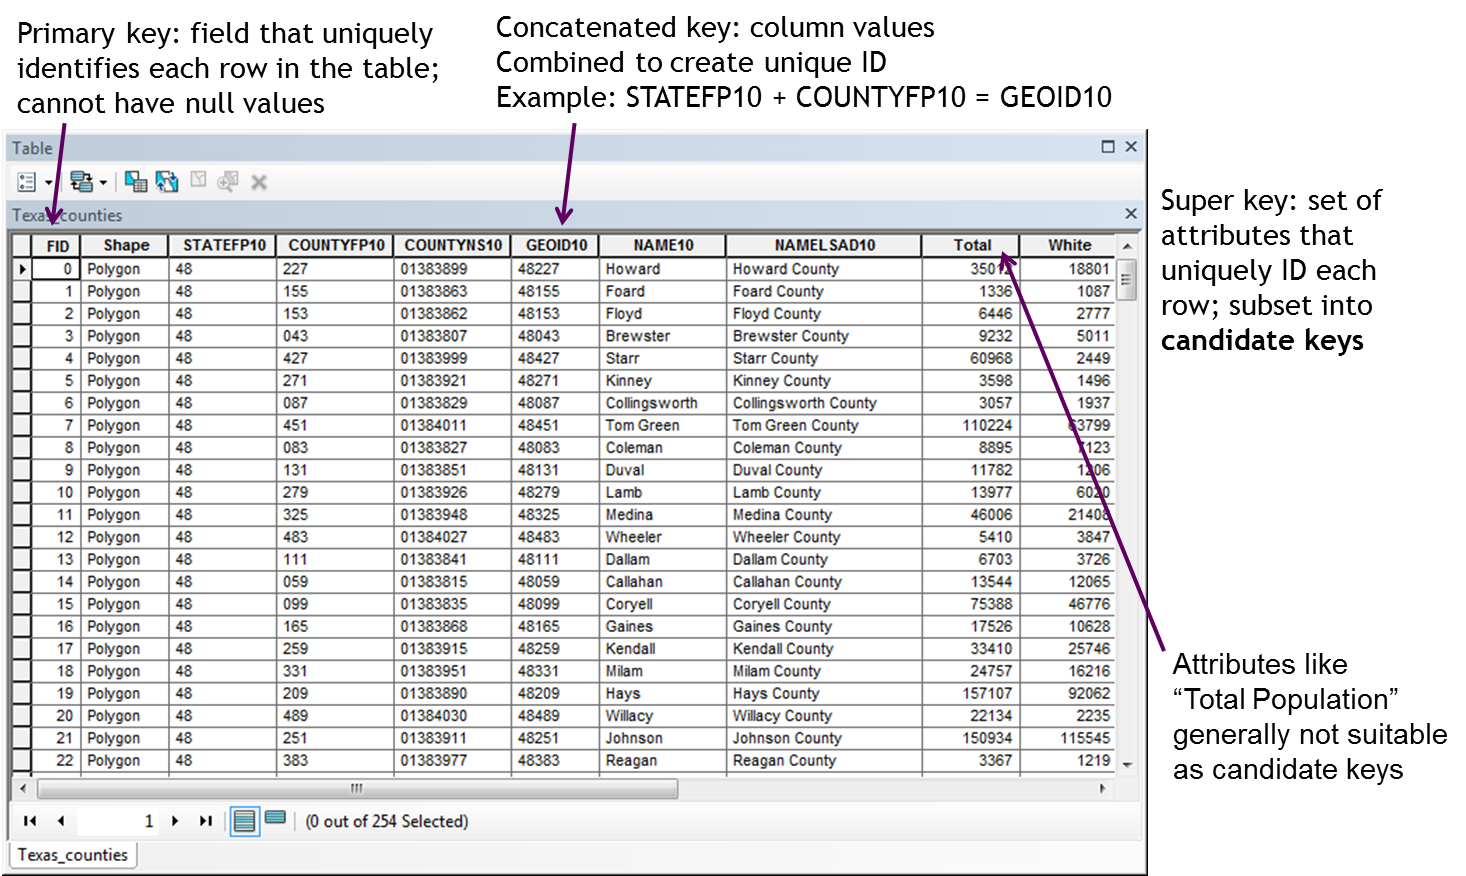 Primary key: field that uniquely
identifies each row in the table;
cannot have null values
Concatenated key: column values
Combined to create unique ID
Example: STATEFP10 + COUNTYFP10 = GEOID10
Table
Texas_counties
FID Shape STATEFP10 COUNTYFP10 COUNTYNS10 GEOID10 NAME10 NAMELSAD10 Total White
0 Polygon 48 227 01383899 48227 Howard Howard County 35012 18801
1 Polygon 48 155 01383863 48155 Foard Foard County 1336 1087
2 Polygon 48 153 01383862 48153 Floyd Floyd County 6446 2777
3 Polygon 48 043 01383807 48043 Brewster Brewster County 9232 5011
4 Polygon 48 427 01383999 48427 Starr Starr County 60968 2449
5 Polygon 48 271 01383921 48271 Kinney Kinney County 3598 1496
6 Polygon 48 087 01383829 48087 Collingsworth Collingsworth County 3057 1937
7 Polygon 48 451 01384011 48451 Tom Green Tom Green County 110224 63799
8 Polygon 48 083 01383827 48083 Coleman Coleman County 8895 7123
9 Polygon 48 131 01383851 48131 Duval Duval County 11782 1206
10 Polygon 48 279 01383926 48279 Lamb Lamb County 13977 6020
11 Polygon 48 325 01383948 48325 Medina Medina County 46006 21408
12 Polygon 48 483 01384027 48483 Wheeler Wheeler County 5410 3847
13 Polygon 48 111 01383841 48111 Dallam Dallam County 6703 3726
14 Polygon 48 059 01383815 48059 Callahan Callahan County 13544 12065
15 Polygon 48 099 01383835 48099 Coryell Coryell County 75388 46776
16 Polygon 48 165 01383868 48165 Gaines Gaines County 17526 10628
17 Polygon 48 259 01383915 48259 Kendall Kendall County 33410 25746
18 Polygon 48 331 01383951 48331 Milam Milam County 24757 16216
19 Polygon 48 209 01383890 48209 Hays Hays County 157107 92062
20 Polygon 48 489 01384030 48489 Willacy Willacy County 22134 2235
21 Polygon 48 251 01383911 48251 Johnson Johnson County 150934 115545
22 Polygon 48 383 01383977 48383 Reagan Reagan County 3367 1219
1 (0 out of 254 Selected)
Texas_counties
Super key: set of
attributes that
uniquely ID each
row; subset into
candidate keys
Attributes like
“Total Population”
generally not suitable
as candidate keys